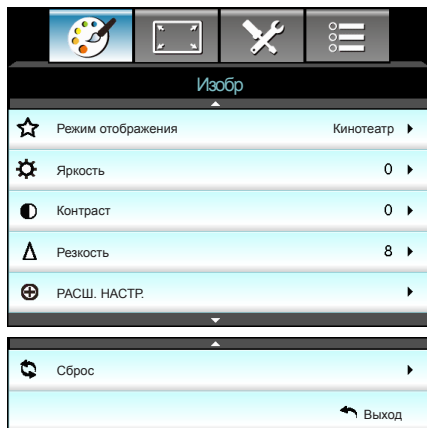 Изобр
Режим отображения Кинотеатр
Яркость 0
Контраст 0
Резкость 8
РАСШ. НАСТР.
Сброс
Выход